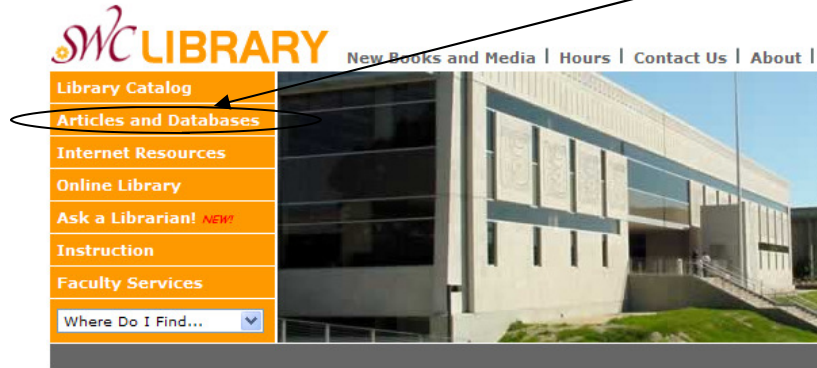 SWC LIBRARY
New Books and Media | Hours | Contact Us | About |
Library Catalog
Articles and Databases
Internet Resources
Online Library
Ask a Librarian! NEW!
Instruction
Faculty Services
Where Do I Find...